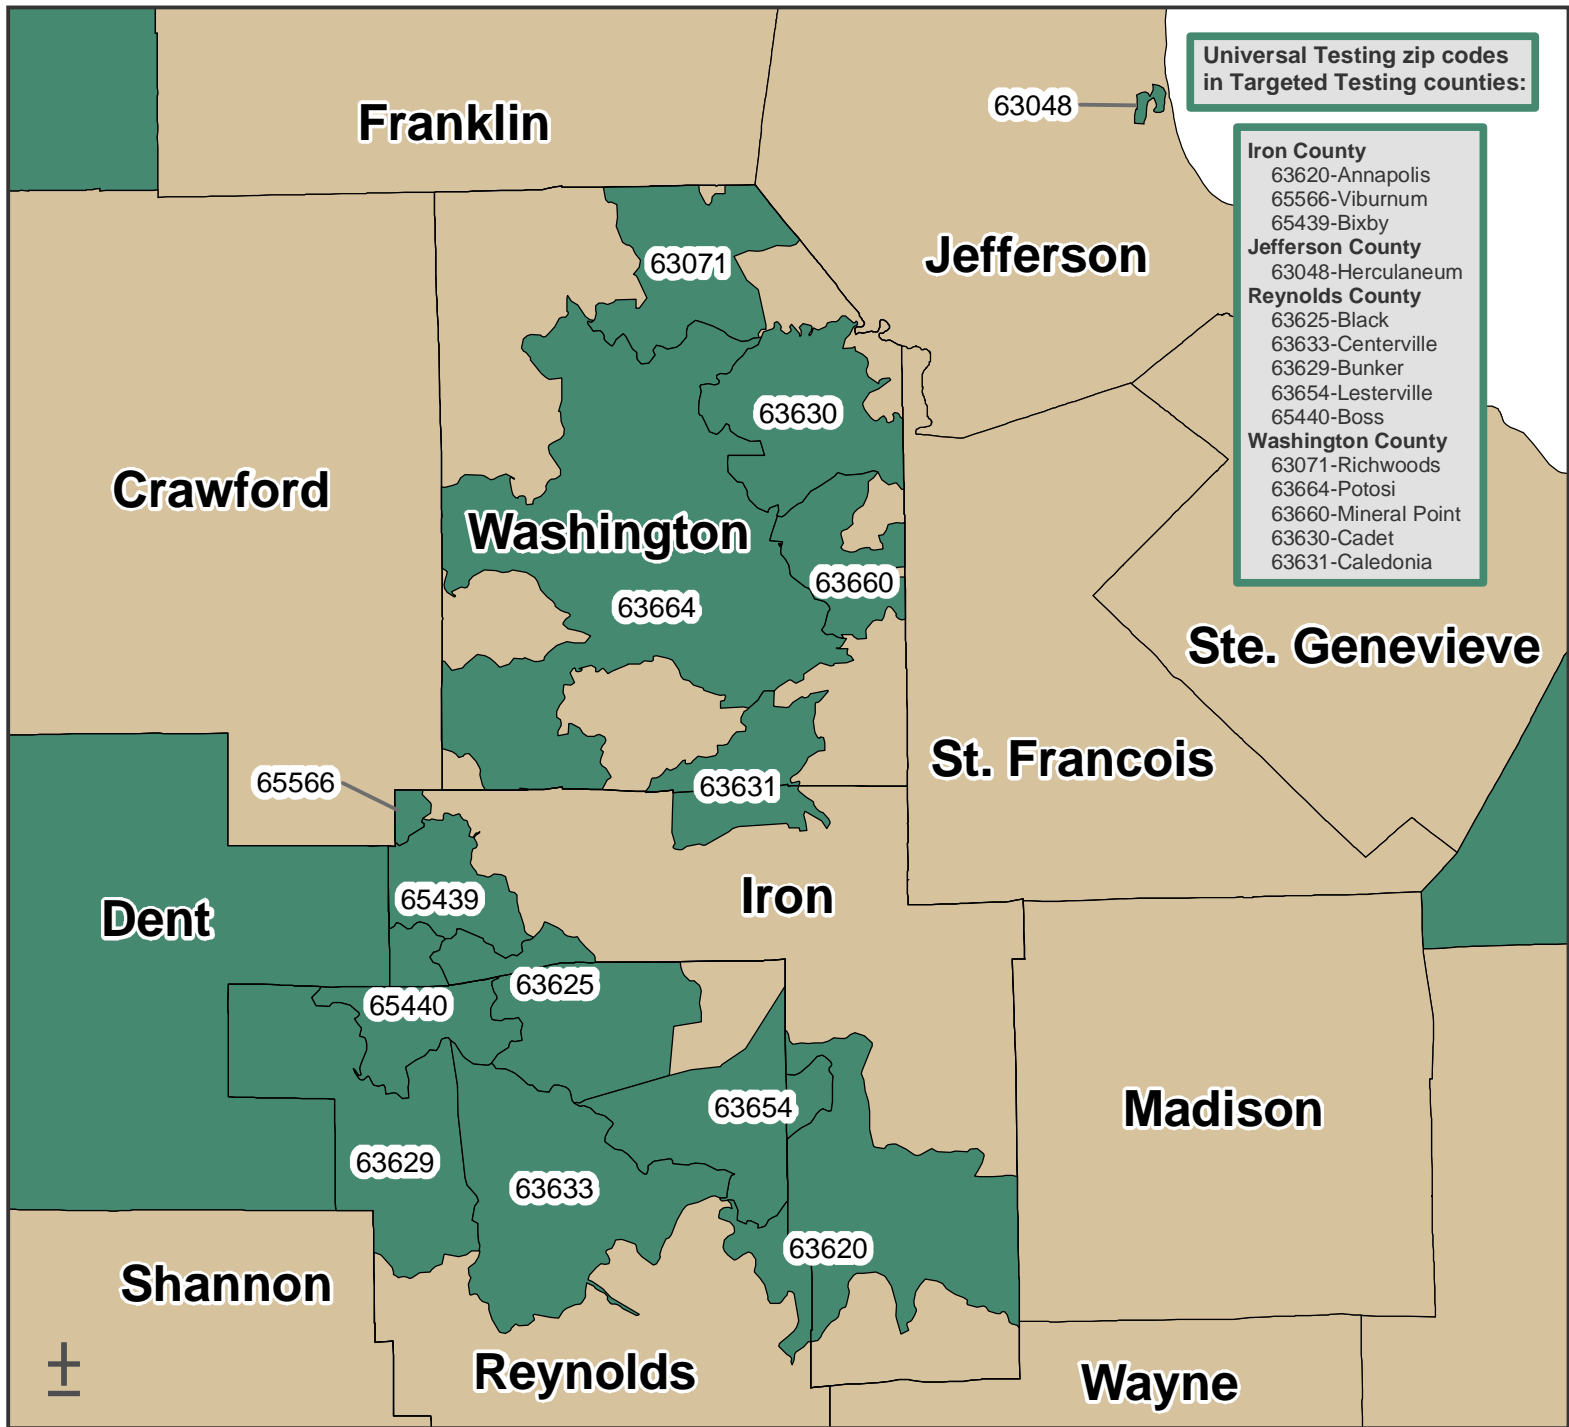 Universal Testing zip codes
in Targeted Testing counties:
Iron County
63620-Annapolis
65566-Viburnum
65439-Bixby
Jefferson County
63048-Herculaneum
Reynolds County
63625-Black
63633-Centerville
63629-Bunker
63654-Lesterville
65440-Boss
Washington County
63071-Richwoods
63664-Potosi
63660-Mineral Point
63630-Cadet
63631-Caledonia
63048
Franklin
Jefferson
63071
63630
Crawford
Washington
63660
63664
Ste. Genevieve
St. Francois
65566
63631
65439
Iron
Dent
63625
65440
63654
Madison
63629
63633
63620
Shannon
Reynolds
Wayne